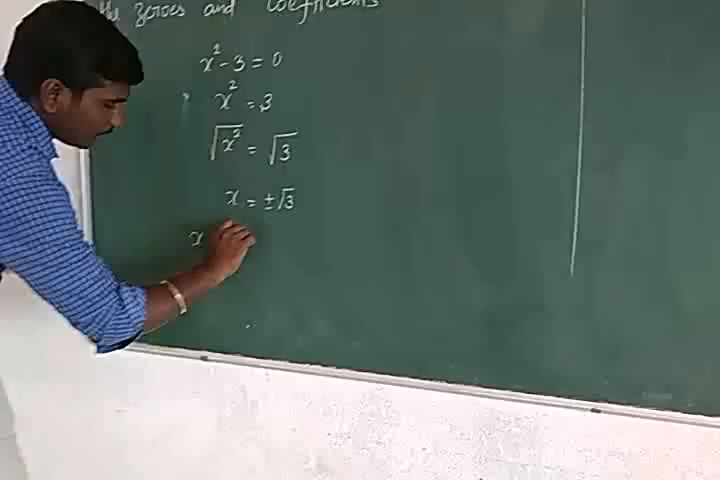 the zeroes and coefficients
x² - 3 = 0
x² = 3
√x² = √3
x = ±√3
x